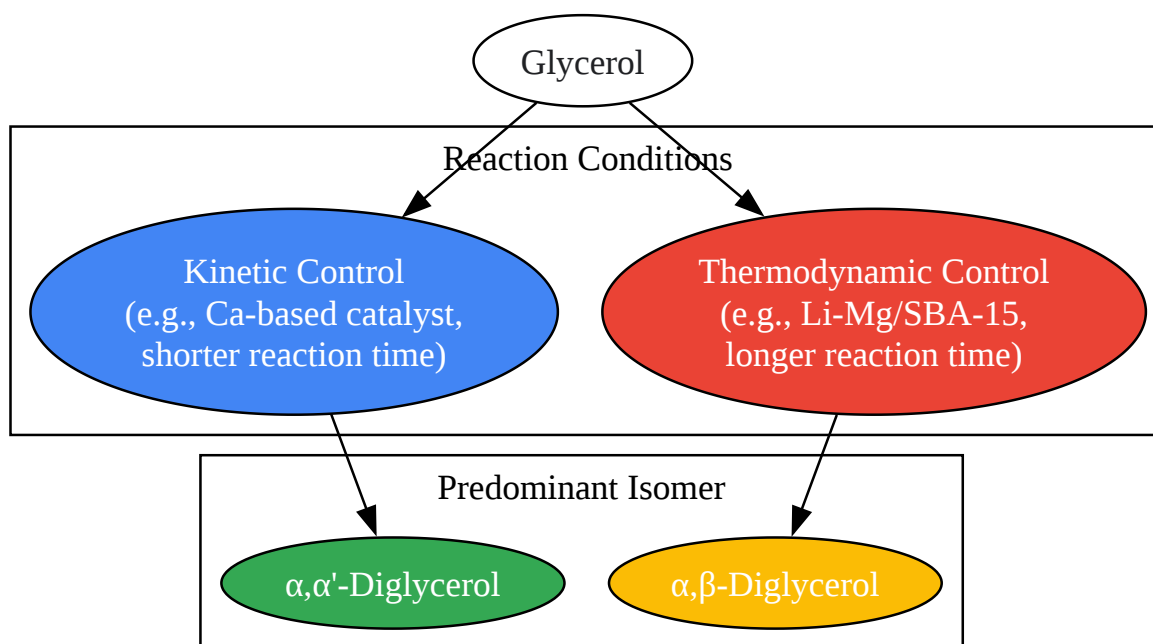 Glycerol
Reaction Conditions
Kinetic Control
(e.g., Ca-based catalyst,
shorter reaction time)
Thermodynamic Control
(e.g., Li-Mg/SBA-15,
longer reaction time)
Predominant Isomer
α,α'-Diglycerol
α,β-Diglycerol